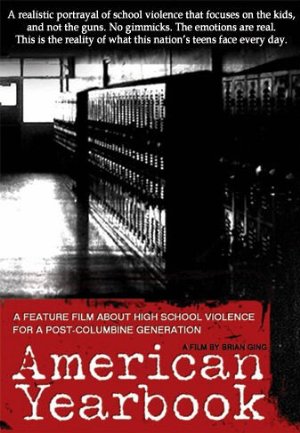 A realistic portrayal of school violence that focuses on the kids,
and not the guns. No gimmicks. The emotions are real.
This is the reality of what this nation's teens face every day.
A FEATURE FILM ABOUT HIGH SCHOOL VIOLENCE
FOR A POST-COLUMBINE GENERATION
A FILM BY BRIAN GING
American
Yearbook